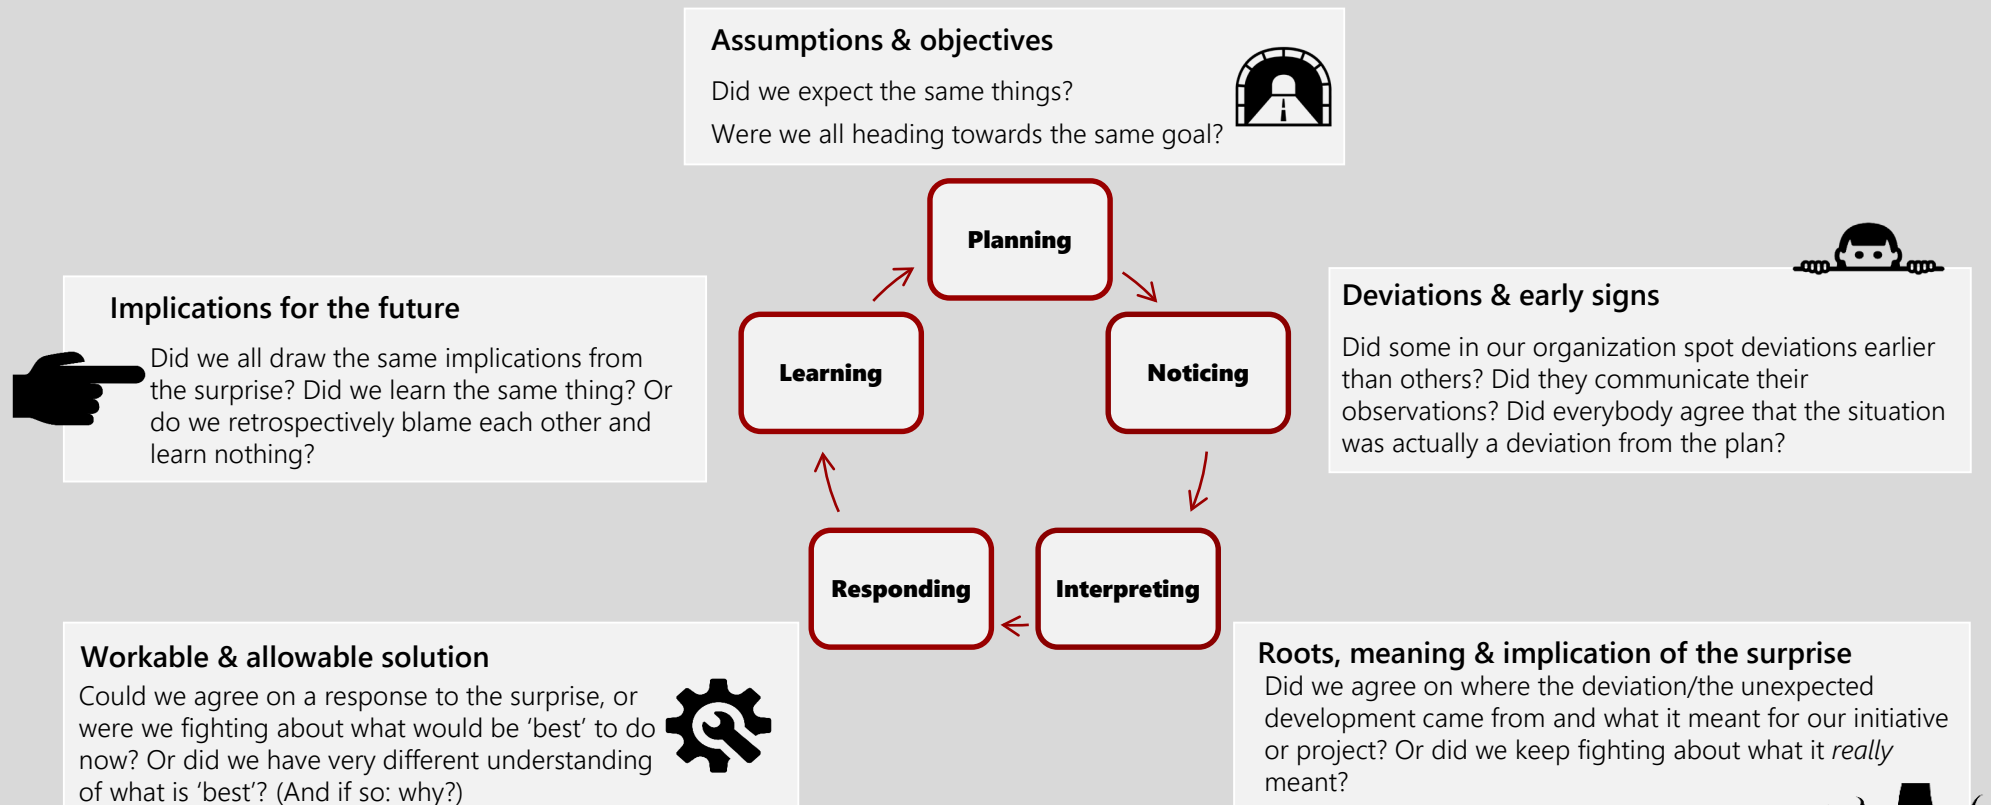 Assumptions & objectives
Did we expect the same things?
Were we all heading towards the same goal?
Planning
Noticing
Interpreting
Responding
Learning
Deviations & early signs
Did some in our organization spot deviations earlier
than others? Did they communicate their
observations? Did everybody agree that the situation
was actually a deviation from the plan?
Roots, meaning & implication of the surprise
Did we agree on where the deviation/the unexpected
development came from and what it meant for our initiative
or project? Or did we keep fighting about what it really
meant?
Workable & allowable solution
Could we agree on a response to the surprise, or
were we fighting about what would be ‘best’ to do
now? Or did we have very different understanding
of what is ‘best’? (And if so: why?)
Implications for the future
Did we all draw the same implications from
the surprise? Did we learn the same thing? Or
do we retrospectively blame each other and
learn nothing?